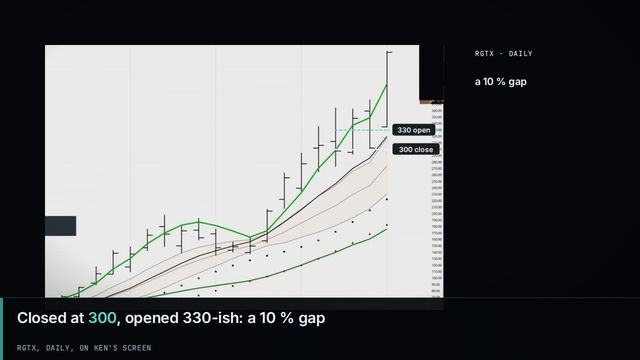 RGTX · DAILY
a 10 % gap
330 open
300 close
Closed at 300, opened 330-ish: a 10 % gap
RGTX, DAILY, ON KEN'S SCREEN